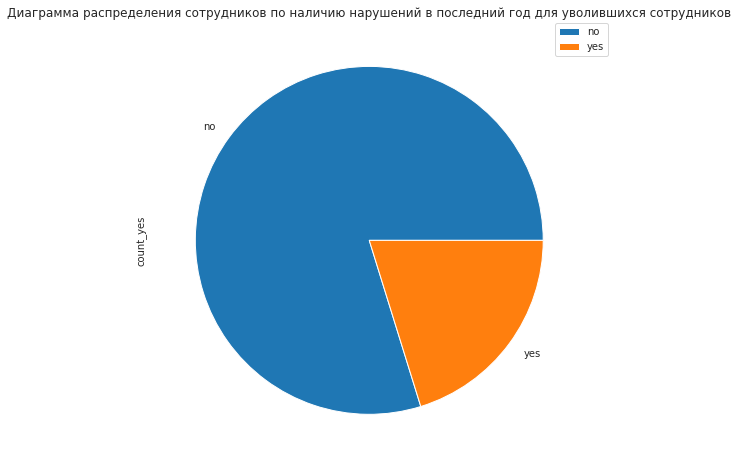 Диаграмма распределения сотрудников по наличию нарушений в последний год для уволившихся сотрудников
no
yes
no
count_yes
yes